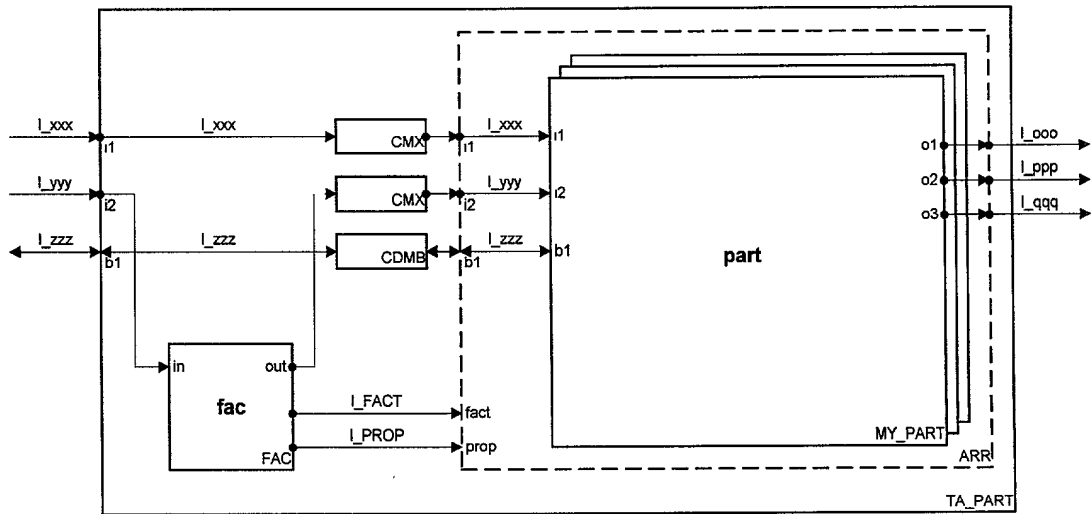 I_xxx I_xxx I_xxx
i1 CMX i1 i1 o1 I_ooo
I_yyy I_yyy
i2 CMX i2 i2 o2 I_ppp
o3 I_qqq
I_zzz I_zzz I_zzz
b1 CDMB b1 b1 part
in out
fac
I_FACT fact
I_PROP prop
FAC
MY_PART
ARR
TA_PART